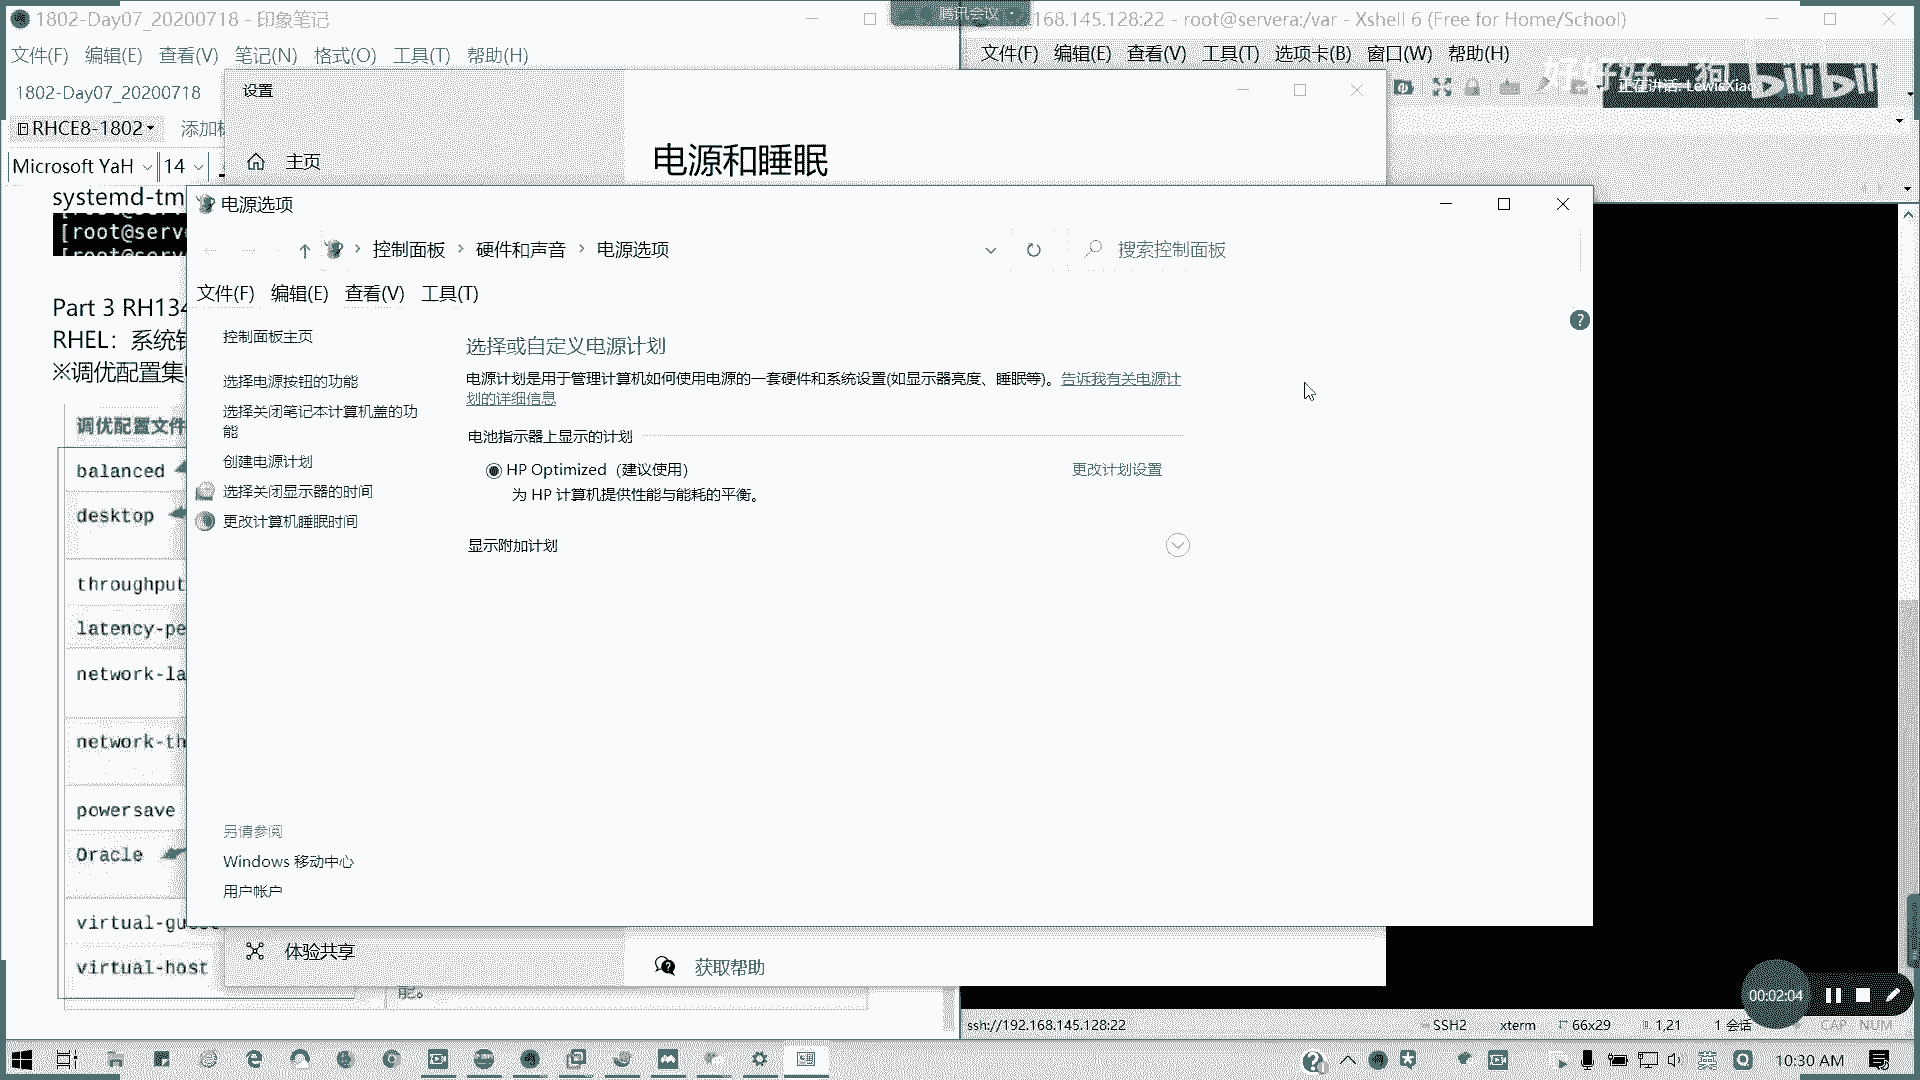 1802-Day07_20200718 - 印象笔记
腾讯会议
168.145.128:22 - root@servera:/var - Xshell 6 (Free for Home/School)
文件(F) 编辑(E) 查看(V) 笔记(N) 格式(O) 工具(T) 帮助(H)
文件(F) 编辑(E) 查看(V) 工具(T) 选项卡(B) 窗口(W) 帮助(H)
1802-Day07_20200718
设置
好好好二狗
bilibili
正在讲话: LewisXiao
RHCE8-1802
添加标
Microsoft YaH
14
主页
电源和睡眠
systemd-tm
[root@serv
Part 3 RH134
RHEL：系统
※调优配置集
调优配置文件
balanced
desktop
throughput
latency-pe
network-la
network-th
powersave
Oracle
virtual-guest
virtual-host
能。
电源选项
控制面板
硬件和声音
电源选项
搜索控制面板
文件(F) 编辑(E) 查看(V) 工具(T)
控制面板主页
选择电源按钮的功能
选择关闭笔记本计算机盖的功
能
创建电源计划
选择关闭显示器的时间
更改计算机睡眠时间
选择或自定义电源计划
电源计划是用于管理计算机如何使用电源的一套硬件和系统设置(如显示器亮度、睡眠等)。告诉我有关电源计
划的详细信息
电池指示器上显示的计划
HP Optimized（建议使用）
更改计划设置
为 HP 计算机提供性能与能耗的平衡。
显示附加计划
另请参阅
Windows 移动中心
用户帐户
体验共享
获取帮助
00:02:04
ssh://192.168.145.128:22
SSH2
xterm
66x29
1,21
1 会话
CAP
NUM
英
10:30 AM